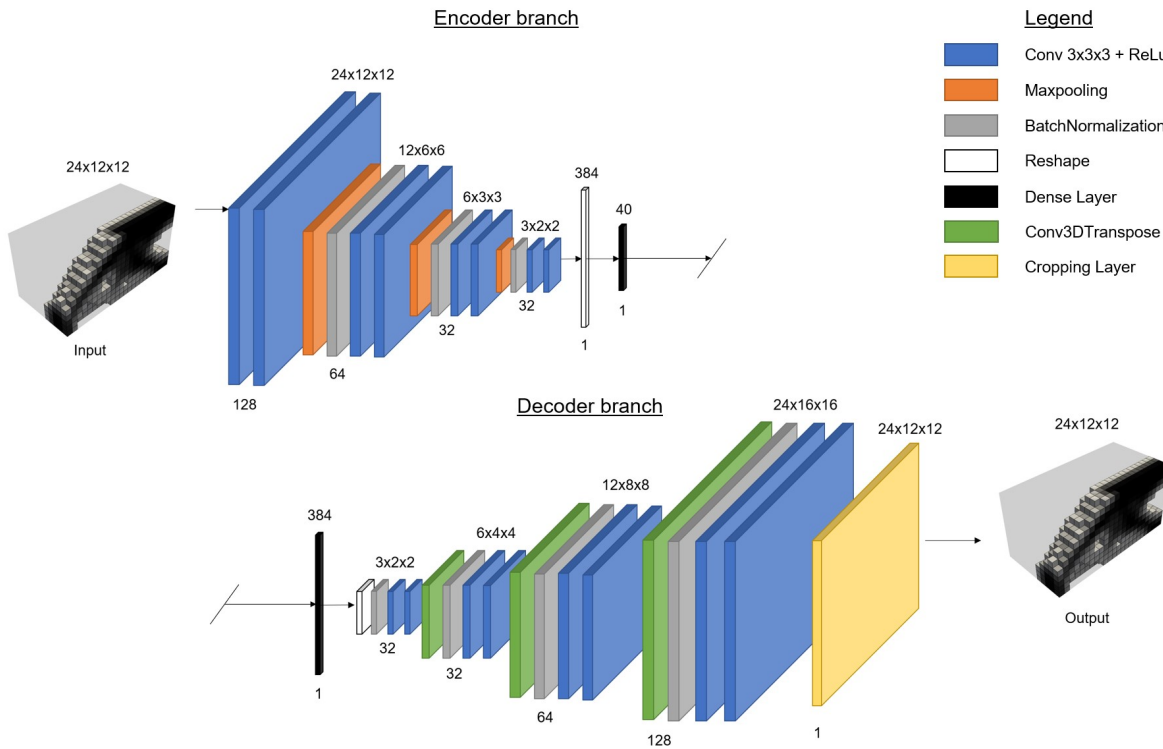 Encoder branch
Legend
Conv 3x3x3 + ReLu
Maxpooling
BatchNormalization
Reshape
Dense Layer
Conv3DTranspose
Cropping Layer
24x12x12
24x12x12
12x6x6
6x3x3
3x2x2
384
40
Input
128
64
32
32
1
1
Decoder branch
384
3x2x2
6x4x4
12x8x8
24x16x16
24x12x12
24x12x12
Output
1
32
32
64
128
1